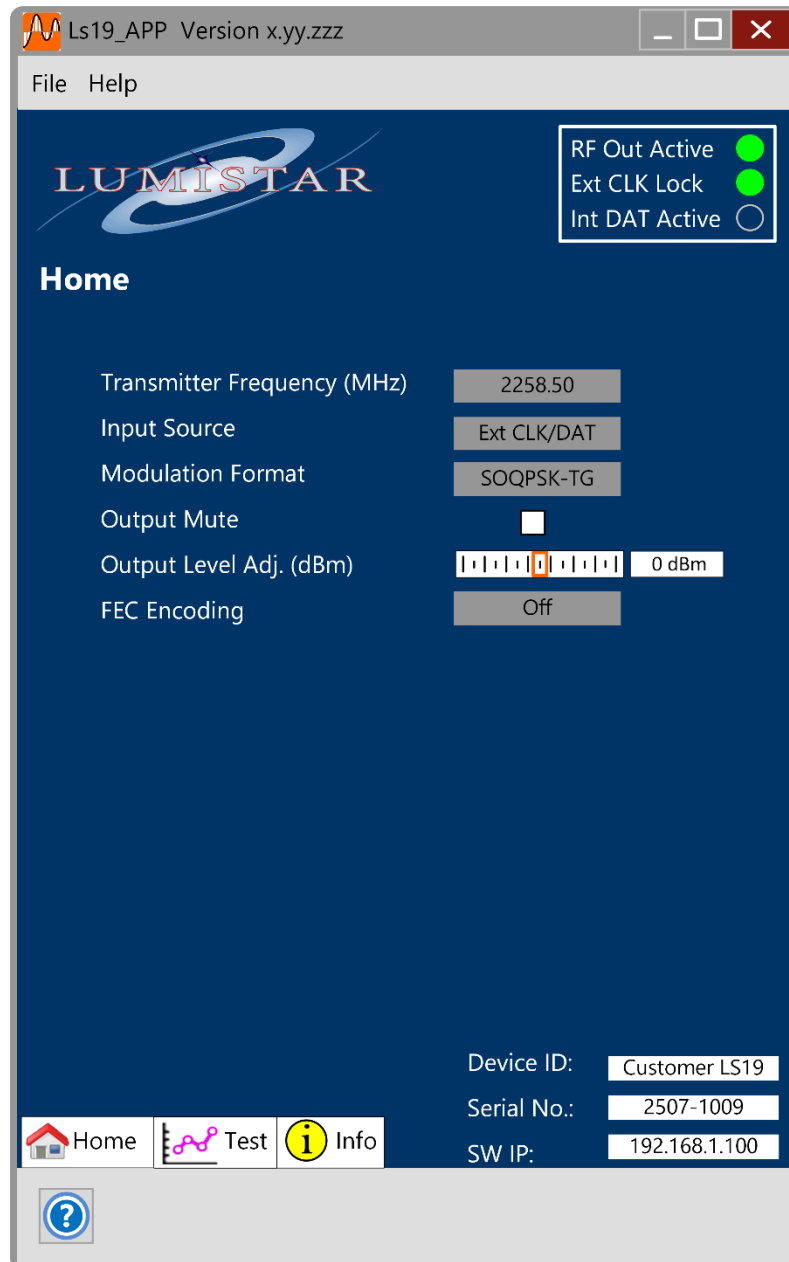 Ls19_APP Version x.yy.zzz
File Help
LUMISTAR
RF Out Active
Ext CLK Lock
Int DAT Active
Home
Transmitter Frequency (MHz) 2258.50
Input Source Ext CLK/DAT
Modulation Format SOQPSK-TG
Output Mute
Output Level Adj. (dBm) 0 dBm
FEC Encoding Off
Device ID: Customer LS19
Serial No.: 2507-1009
SW IP: 192.168.1.100
Home Test i Info
?